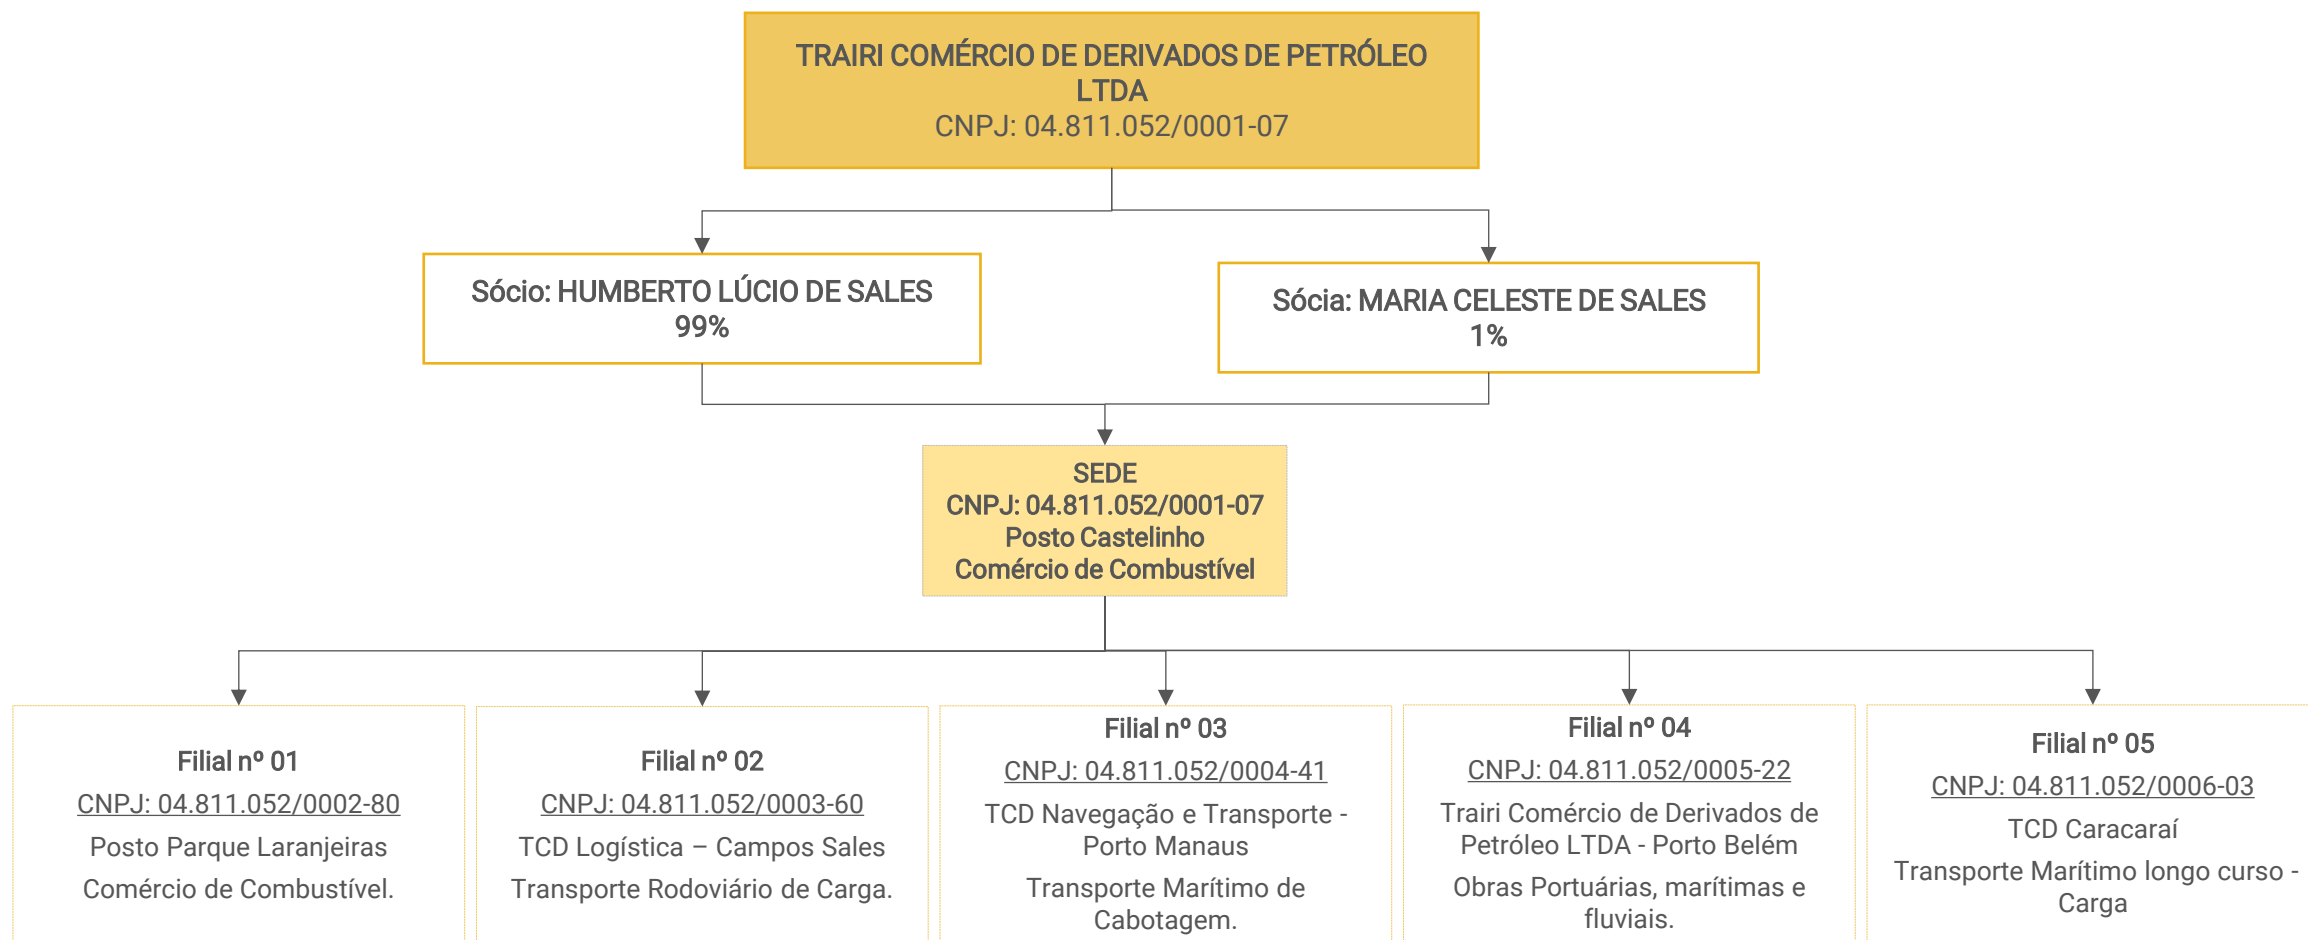 TRAIRI COMÉRCIO DE DERIVADOS DE PETRÓLEO
LTDA
CNPJ: 04.811.052/0001-07
Sócio: HUMBERTO LÚCIO DE SALES
99%
Sócia: MARIA CELESTE DE SALES
1%
SEDE
CNPJ: 04.811.052/0001-07
Posto Castelinho
Comércio de Combustível
Filial nº 01
CNPJ: 04.811.052/0002-80
Posto Parque Laranjeiras
Comércio de Combustível.
Filial nº 02
CNPJ: 04.811.052/0003-60
TCD Logística – Campos Sales
Transporte Rodoviário de Carga.
Filial nº 03
CNPJ: 04.811.052/0004-41
TCD Navegação e Transporte -
Porto Manaus
Transporte Marítimo de
Cabotagem.
Filial nº 04
CNPJ: 04.811.052/0005-22
Trairi Comércio de Derivados de
Petróleo LTDA - Porto Belém
Obras Portuárias, marítimas e
fluviais.
Filial nº 05
CNPJ: 04.811.052/0006-03
TCD Caracaraí
Transporte Marítimo longo curso -
Carga